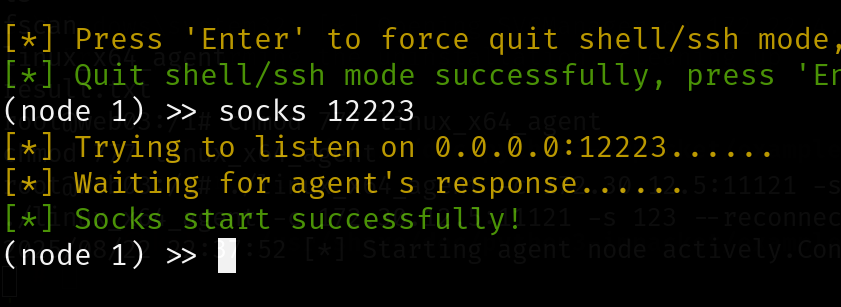 [*] Press 'Enter' to force quit shell/ssh mode,
[*] Quit shell/ssh mode successfully, press 'En
(node 1) >> socks 12223
[*] Trying to listen on 0.0.0.0:12223......
[*] Waiting for agent's response......
[*] Socks start successfully!
(node 1) >>